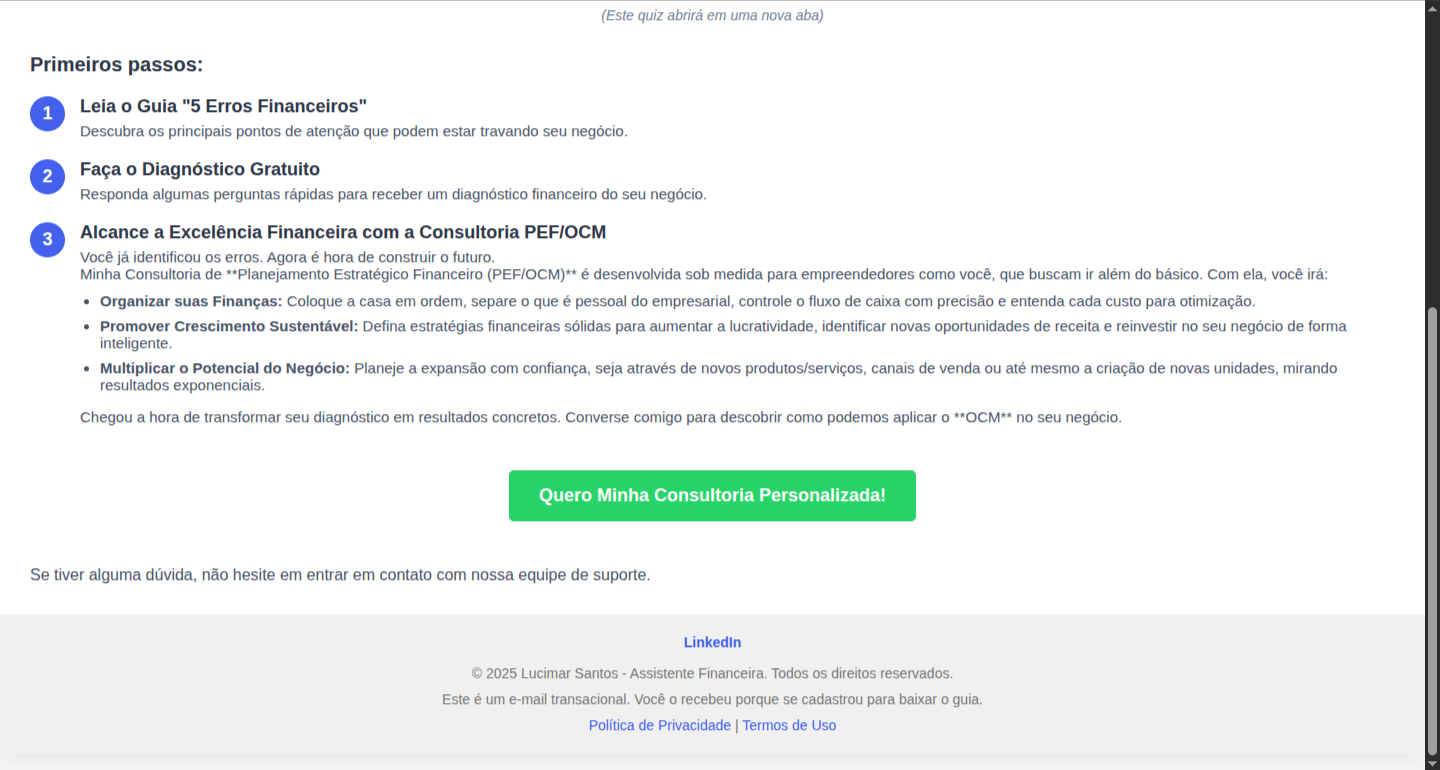 (Este quiz abrirá em uma nova aba)
Primeiros passos:
1
Leia o Guia "5 Erros Financeiros"
Descubra os principais pontos de atenção que podem estar travando seu negócio.
2
Faça o Diagnóstico Gratuito
Responda algumas perguntas rápidas para receber um diagnóstico financeiro do seu negócio.
3
Alcance a Excelência Financeira com a Consultoria PEF/OCM
Você já identificou os erros. Agora é hora de construir o futuro.
Minha Consultoria de **Planejamento Estratégico Financeiro (PEF/OCM)** é desenvolvida sob medida para empreendedores como você, que buscam ir além do básico. Com ela, você irá:
• Organizar suas Finanças: Coloque a casa em ordem, separe o que é pessoal do empresarial, controle o fluxo de caixa com precisão e entenda cada custo para otimização.
• Promover Crescimento Sustentável: Defina estratégias financeiras sólidas para aumentar a lucratividade, identificar novas oportunidades de receita e reinvestir no seu negócio de forma
inteligente.
• Multiplicar o Potencial do Negócio: Planeje a expansão com confiança, seja através de novos produtos/serviços, canais de venda ou até mesmo a criação de novas unidades, mirando
resultados exponenciais.
Chegou a hora de transformar seu diagnóstico em resultados concretos. Converse comigo para descobrir como podemos aplicar o **OCM** no seu negócio.
Quero Minha Consultoria Personalizada!
Se tiver alguma dúvida, não hesite em entrar em contato com nossa equipe de suporte.
LinkedIn
© 2025 Lucimar Santos - Assistente Financeira. Todos os direitos reservados.
Este é um e-mail transacional. Você o recebeu porque se cadastrou para baixar o guia.
Política de Privacidade | Termos de Uso